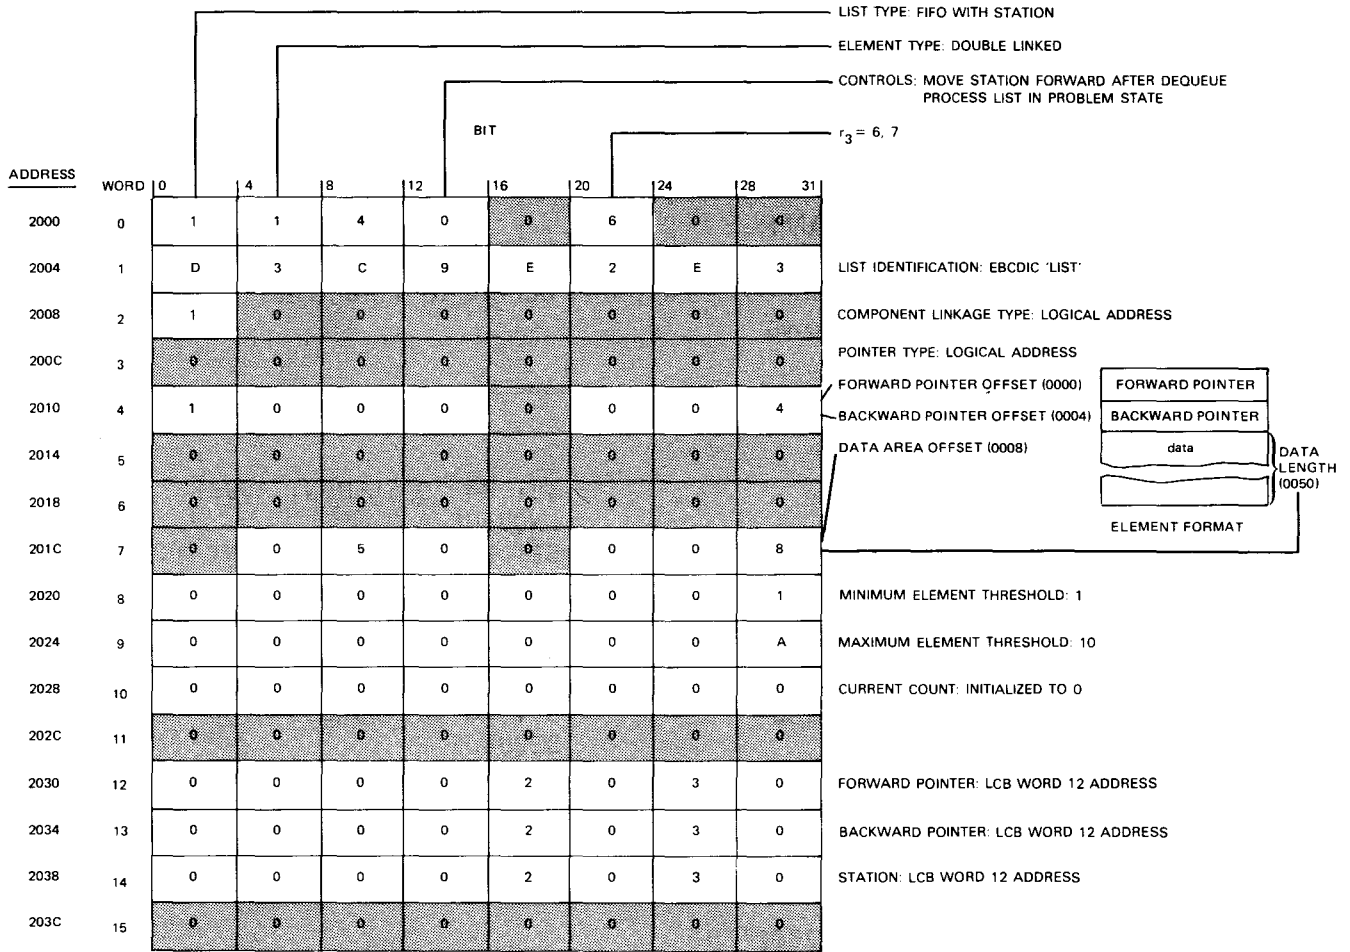 LIST TYPE: FIFO WITH STATION
ELEMENT TYPE: DOUBLE LINKED
CONTROLS: MOVE STATION FORWARD AFTER DEQUEUE
PROCESS LIST IN PROBLEM STATE
BIT
r3 = 6, 7
ADDRESS WORD 0 4 8 12 16 20 24 28 31
2000 0 1 1 4 0 0 6 0 0
2004 1 D 3 C 9 E 2 E 3 LIST IDENTIFICATION: EBCDIC 'LIST'
2008 2 1 0 0 0 0 0 0 0 COMPONENT LINKAGE TYPE: LOGICAL ADDRESS
200C 3 0 0 0 0 0 0 0 0 POINTER TYPE: LOGICAL ADDRESS
FORWARD POINTER OFFSET (0000) FORWARD POINTER
2010 4 1 0 0 0 0 0 0 4 BACKWARD POINTER OFFSET (0004) BACKWARD POINTER
2014 5 0 0 0 0 0 0 0 0 DATA AREA OFFSET (0008) data DATA
LENGTH
(0050)
2018 6 0 0 0 0 0 0 0 0
ELEMENT FORMAT
201C 7 0 0 5 0 0 0 0 8
2020 8 0 0 0 0 0 0 0 1 MINIMUM ELEMENT THRESHOLD: 1
2024 9 0 0 0 0 0 0 0 A MAXIMUM ELEMENT THRESHOLD: 10
2028 10 0 0 0 0 0 0 0 0 CURRENT COUNT: INITIALIZED TO 0
202C 11 0 0 0 0 0 0 0 0
2030 12 0 0 0 0 2 0 3 0 FORWARD POINTER: LCB WORD 12 ADDRESS
2034 13 0 0 0 0 2 0 3 0 BACKWARD POINTER: LCB WORD 12 ADDRESS
2038 14 0 0 0 0 2 0 3 0 STATION: LCB WORD 12 ADDRESS
203C 15 0 0 0 0 0 0 0 0